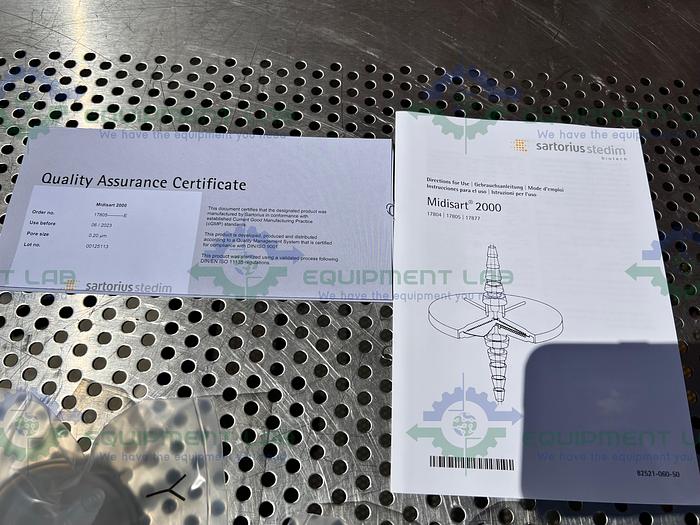 Quality Assurance Certificate
Midisart 2000
Order no. 17805----------E
Use before 06 / 2023
Pore size 0.20 µm
Lot no. 00125113
This document certifies that the designated product was
manufactured by Sartorius in conformance with
established Current Good Manufacturing Practice
(cGMP) standards.
This product is developed, produced and distributed
according to a Quality Management System that is certified
for compliance with DIN ISO 9001.
This product was sterilized using a validated process following
DIN EN ISO 11135 regulations.
sartorius stedim
sartorius stedim
biotech
Directions for Use | Gebrauchsanleitung | Mode d'emploi
Instrucciones para el uso | Istruzioni per l'uso
Midisart® 2000
17804 | 17805 | 17877
82521-060-50
EQUIPMENT LAB
We have the equipment you need